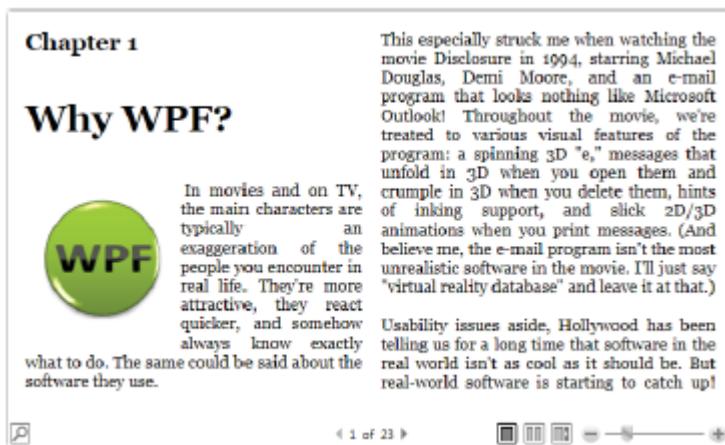 Chapter 1
Why WPF?
WPF
In movies and on TV,
the main characters are
typically an
exaggeration of the
people you encounter in
real life. They're more
attractive, they react
quicker, and somehow
always know exactly
what to do. The same could be said about the
software they use.
This especially struck me when watching the
movie Disclosure in 1994, starring Michael
Douglas, Demi Moore, and an e-mail
program that looks nothing like Microsoft
Outlook! Throughout the movie, we're
treated to various visual features of the
program: a spinning 3D "e," messages that
unfold in 3D when you open them and
crumple in 3D when you delete them, hints
of inking support, and slick 2D/3D
animations when you print messages. (And
believe me, the e-mail program isn't the most
unrealistic software in the movie. I'll just say
"virtual reality database" and leave it at that.)
Usability issues aside, Hollywood has been
telling us for a long time that software in the
real world isn't as cool as it should be. But
real-world software is starting to catch up!
1 of 23